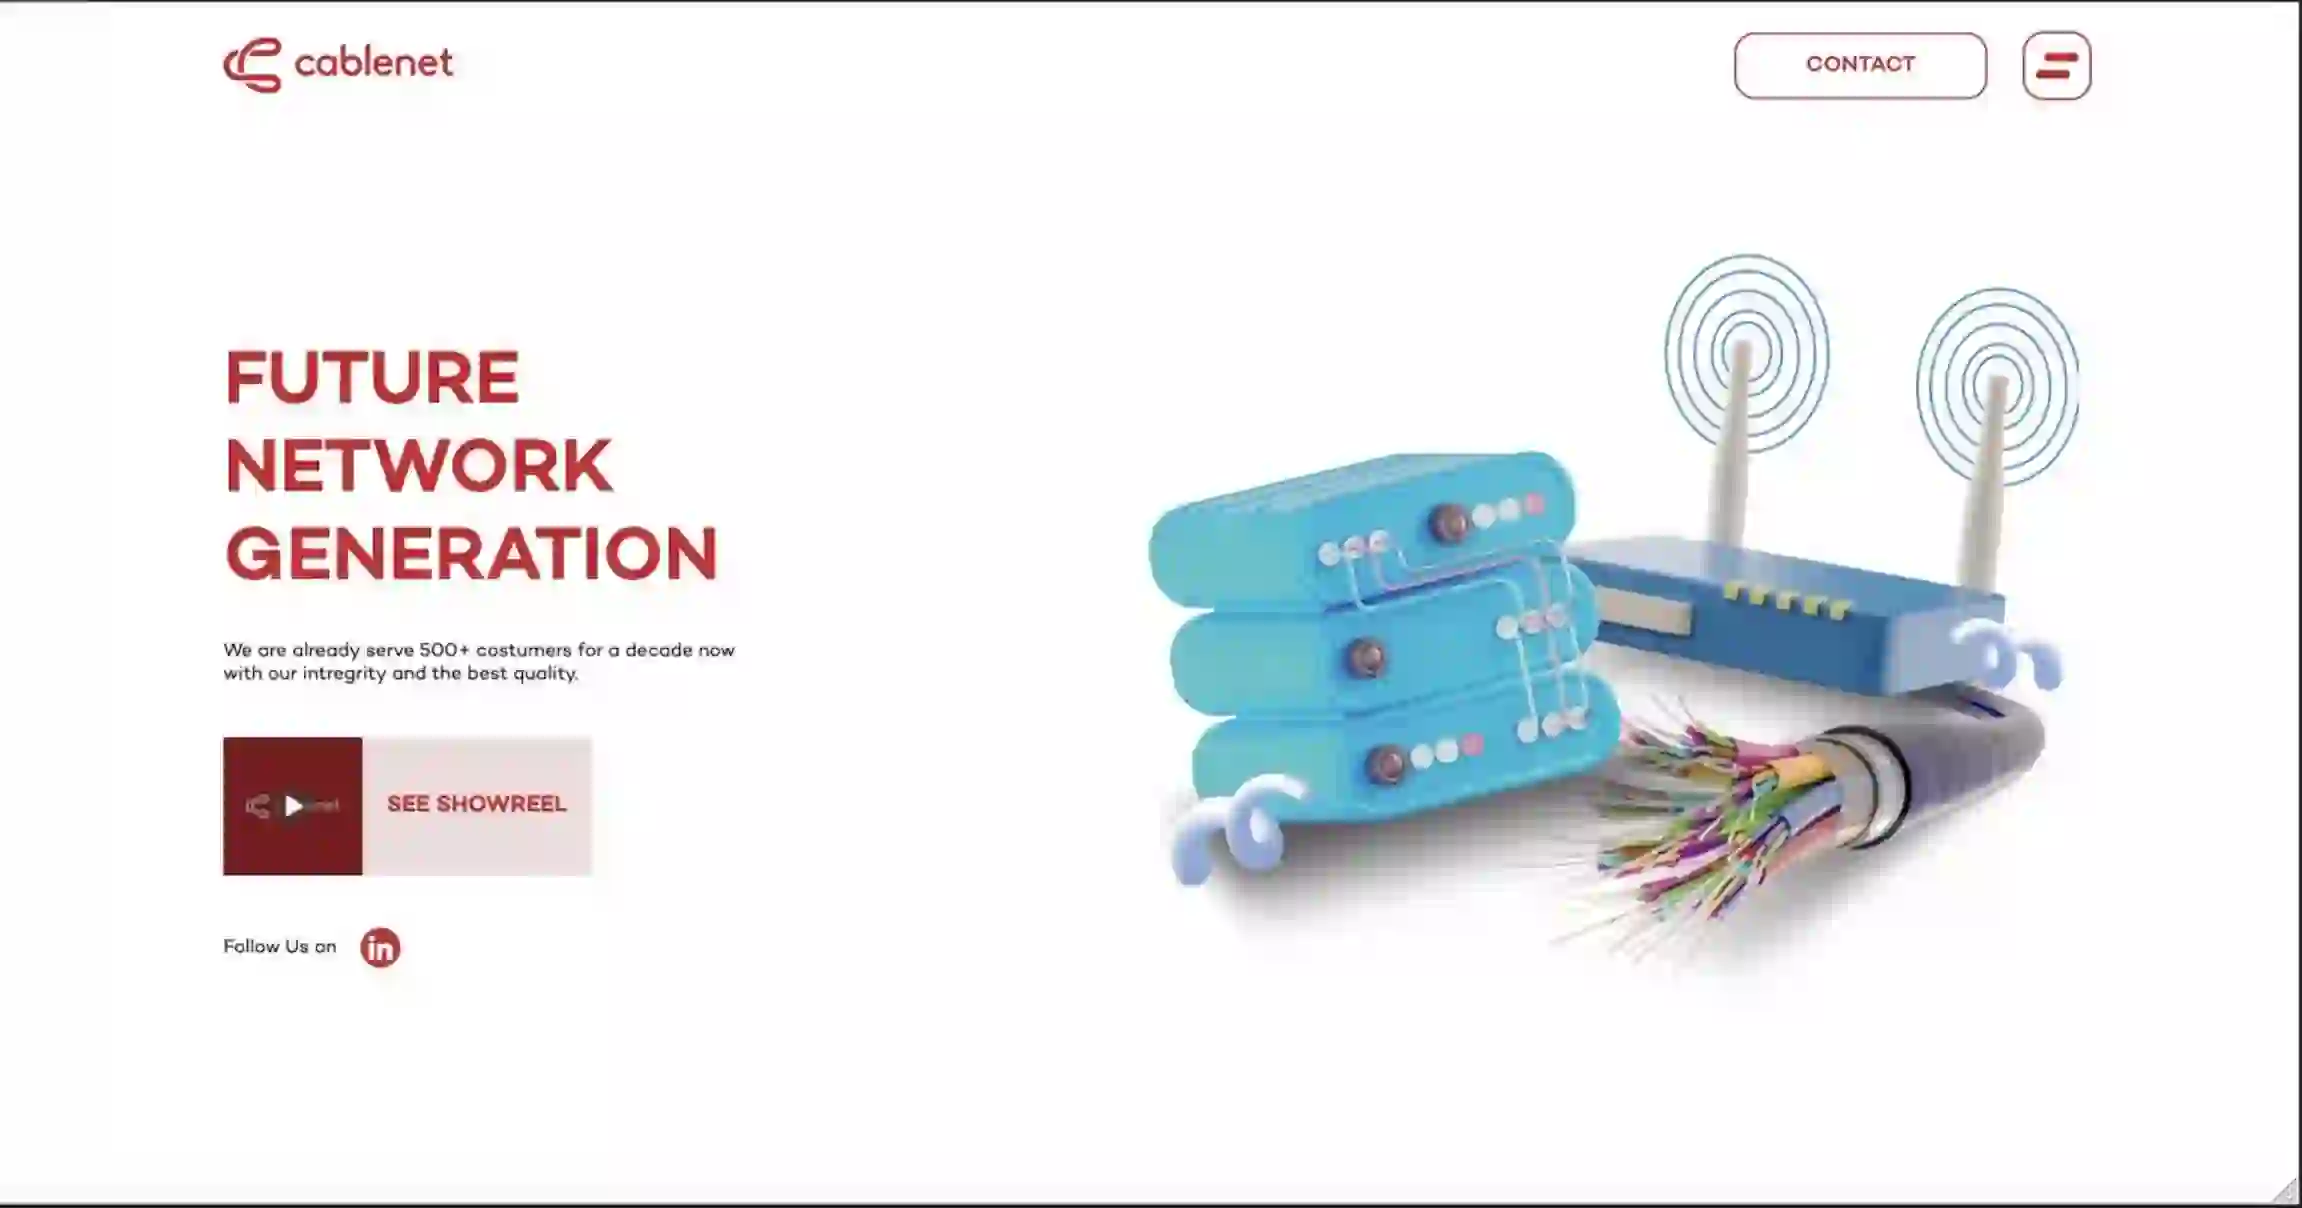 cablenet
CONTACT
FUTURE
NETWORK
GENERATION
We are already serve 500+ costumers for a decade now
with our intregrity and the best quality.
SEE SHOWREEL
Follow Us on
in